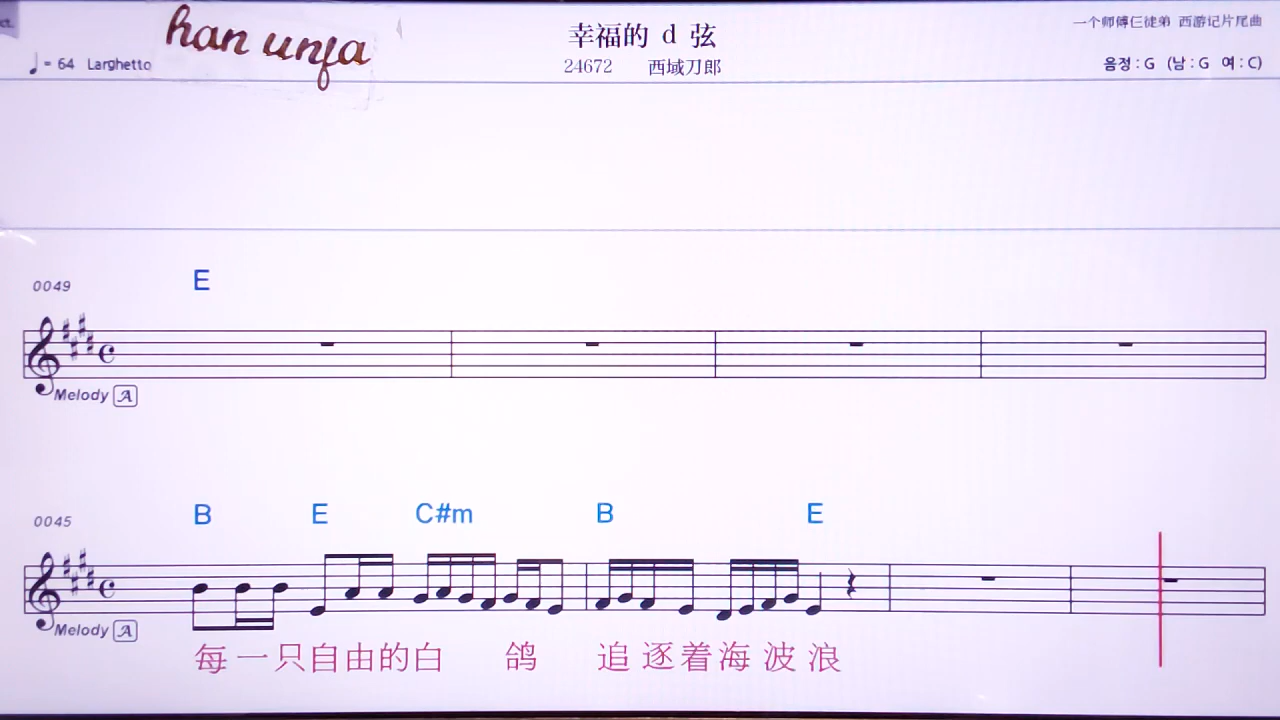 ct.
han unfa
幸福的 d 弦
一个师傅仨徒弟 西游记片尾曲
♩= 64 Larghetto
24672 西域刀郎
음정 : G (남 : G 여 : C)
E
0049
Melody A
B E C#m B E
0045
Melody A
每一只自由的白 鸽 追逐着海波浪